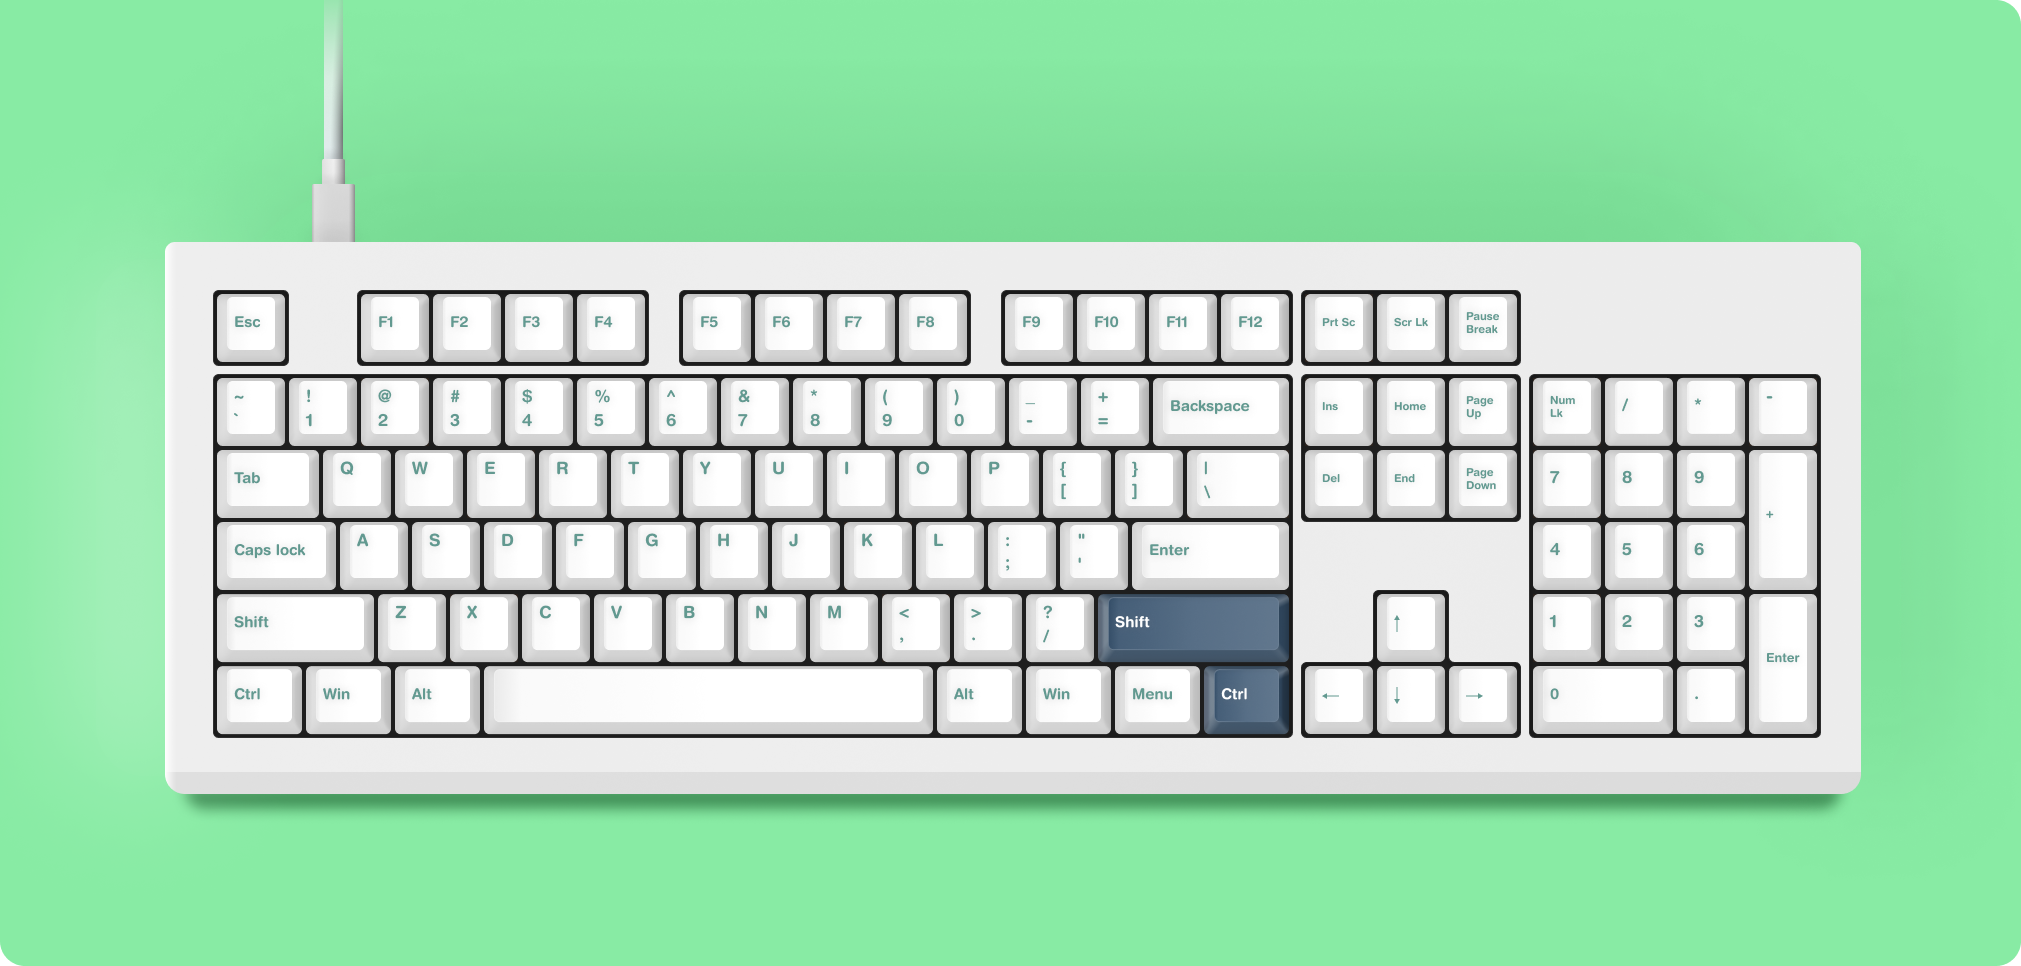 Esc F1 F2 F3 F4 F5 F6 F7 F8 F9 F10 F11 F12 Prt Sc Scr Lk Pause Break
~ ! @ # $ % ^ & * ( ) _ +
` 1 2 3 4 5 6 7 8 9 0 - = Backspace Ins Home Page Up Num Lk / * -
Tab Q W E R T Y U I O P { } |
[ ] \ Del End Page Down 7 8 9 +
Caps lock A S D F G H J K L : "
; ' Enter 4 5 6
Shift Z X C V B N M < > ?
, . / Shift ↑ 1 2 3 Enter
Ctrl Win Alt Alt Win Menu Ctrl ← ↓ → 0 .